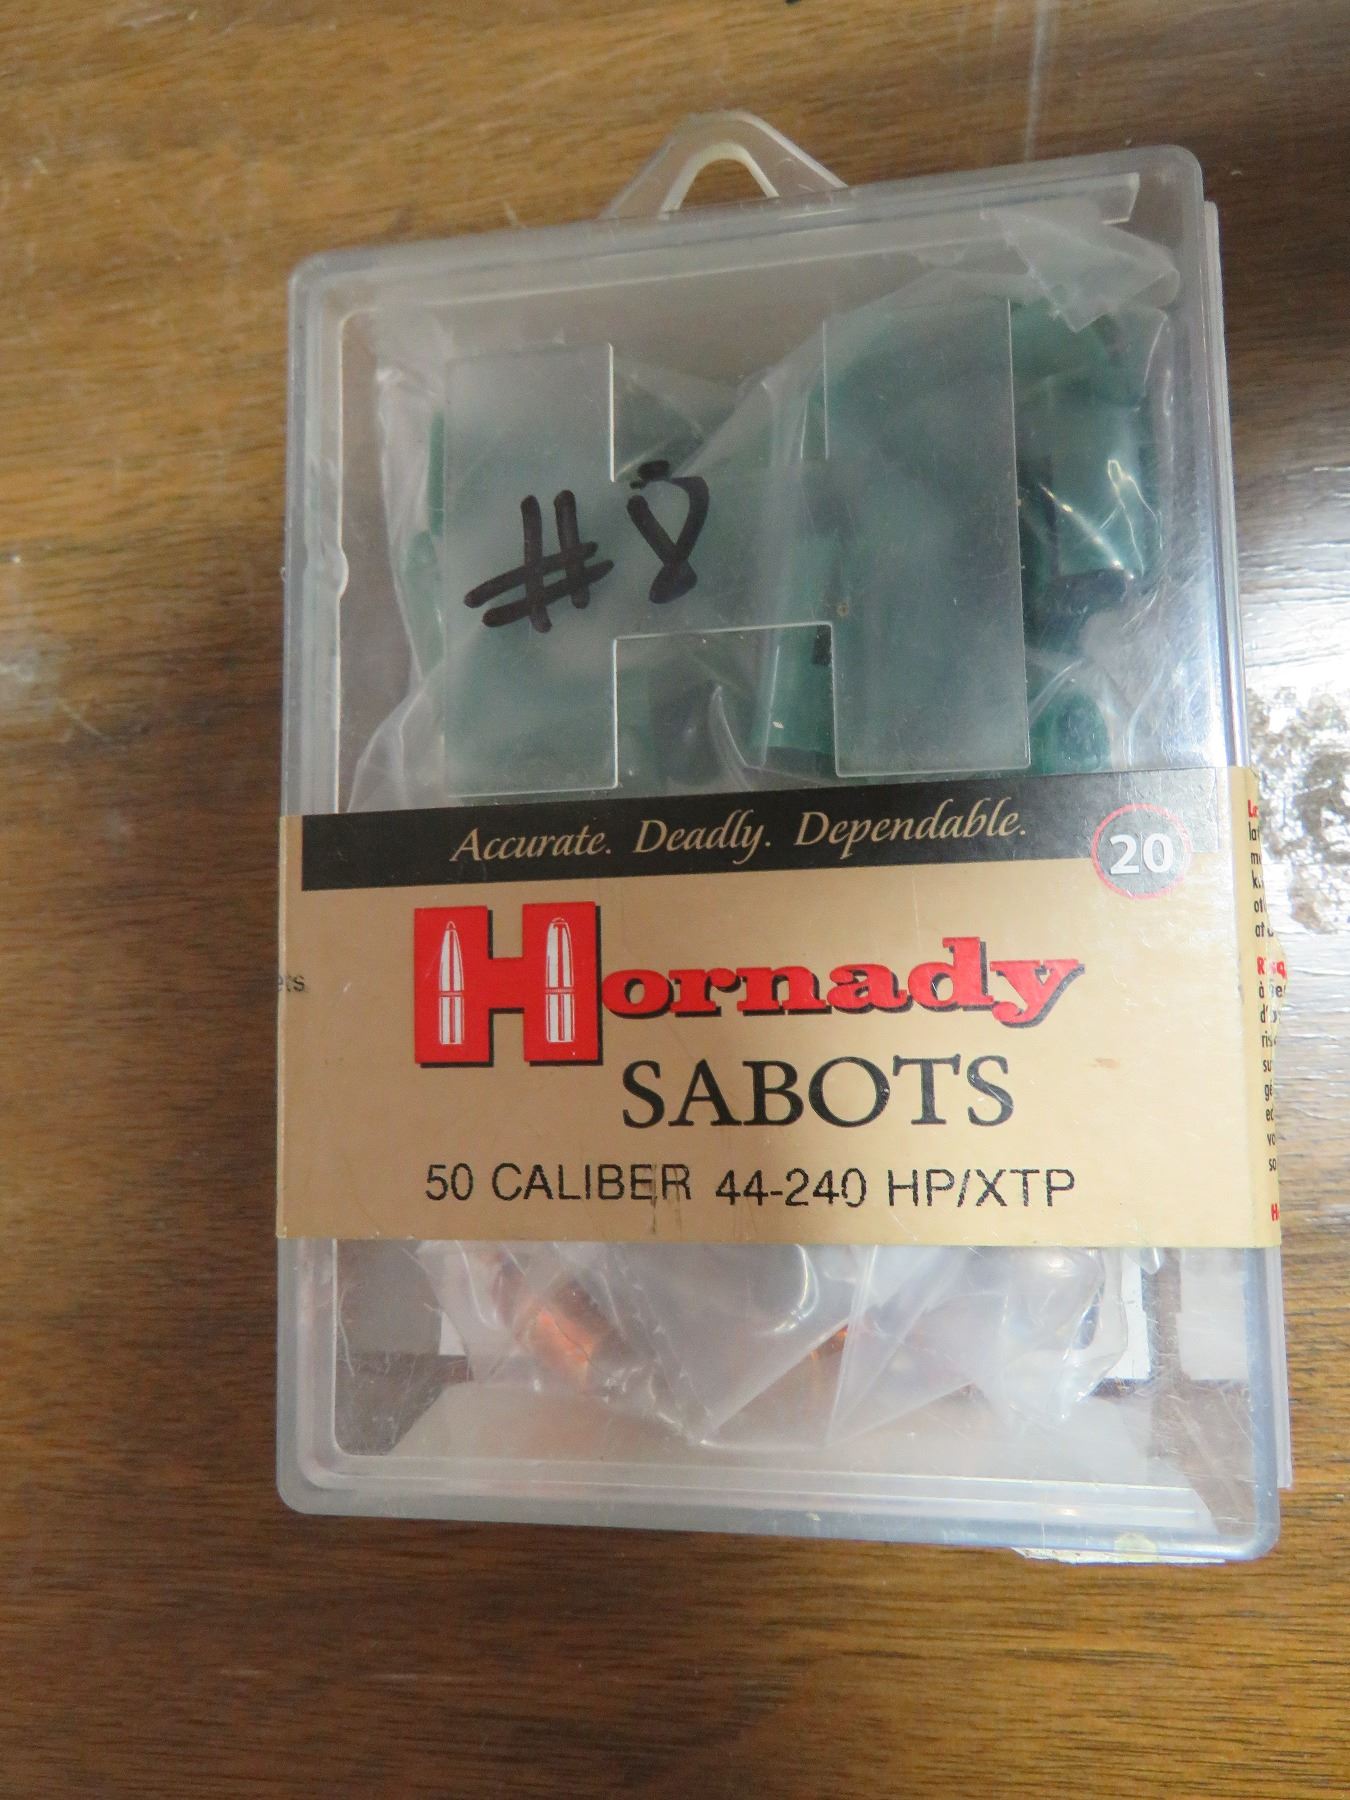 #8
Accurate. Deadly. Dependable.
20
Hornady
SABOTS
50 CALIBER 44-240 HP/XTP